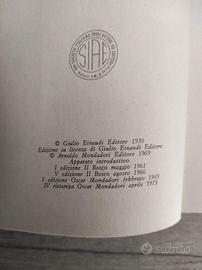 SIAE
© Giulio Einaudi Editore 1950
Edizione su licenza di Giulio Einaudi Editore
© Arnoldo Mondadori Editore 1969
Apparato introduttivo
I edizione Il Bosco maggio 1961
V edizione Il Bosco agosto 1966
I edizione Oscar Mondadori febbraio 1969
IV ristampa Oscar Mondadori aprile 1973
subito